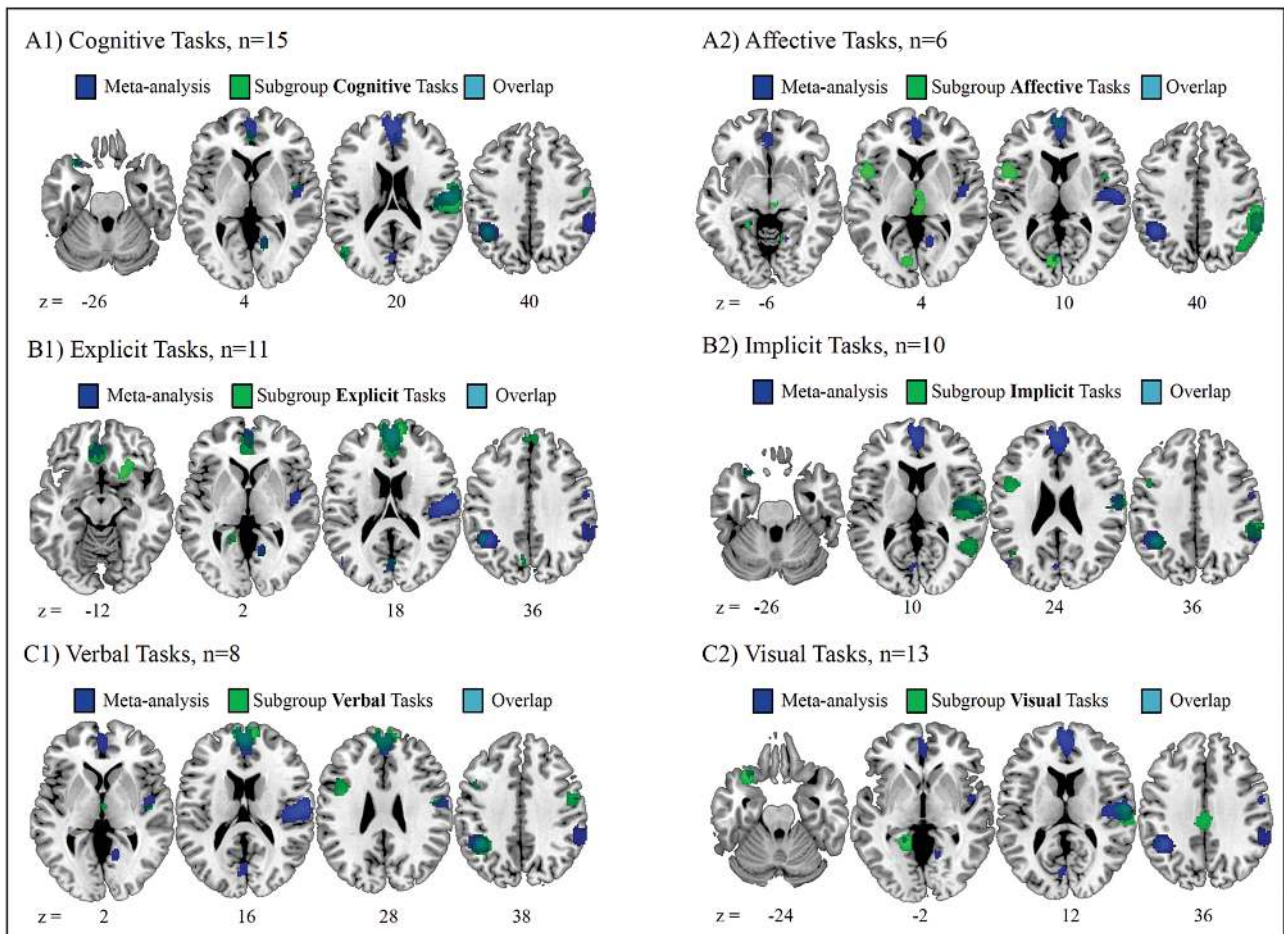 A1) Cognitive Tasks, n=15
Meta-analysis Subgroup Cognitive Tasks Overlap
z = -26 4 20 40
A2) Affective Tasks, n=6
Meta-analysis Subgroup Affective Tasks Overlap
z = -6 4 10 40
B1) Explicit Tasks, n=11
Meta-analysis Subgroup Explicit Tasks Overlap
z = -12 2 18 36
B2) Implicit Tasks, n=10
Meta-analysis Subgroup Implicit Tasks Overlap
z = -26 10 24 36
C1) Verbal Tasks, n=8
Meta-analysis Subgroup Verbal Tasks Overlap
z = 2 16 28 38
C2) Visual Tasks, n=13
Meta-analysis Subgroup Visual Tasks Overlap
z = -24 -2 12 36